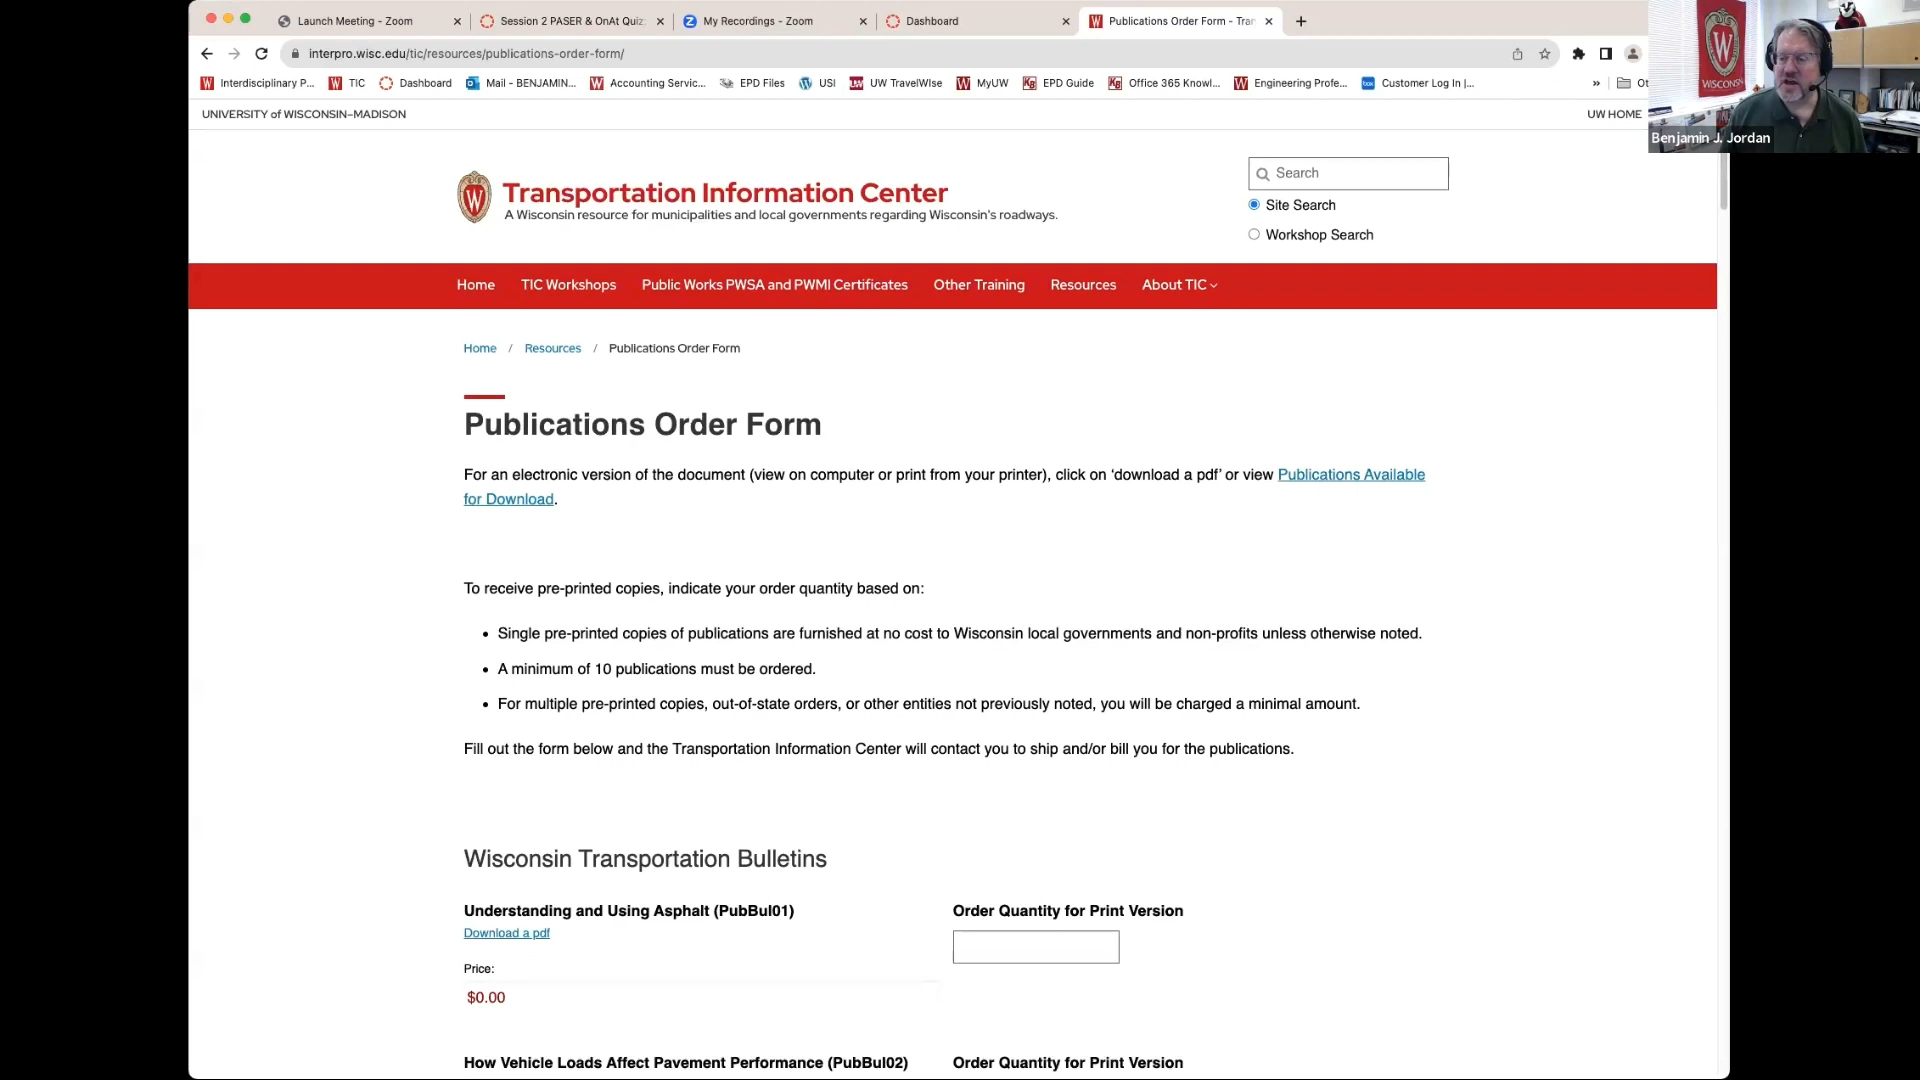 Launch Meeting - Zoom
Session 2 PASER & OnAt Quiz:
My Recordings - Zoom
Dashboard
Publications Order Form - Tran
interpro.wisc.edu/tic/resources/publications-order-form/
Interdisciplinary P...
TIC
Dashboard
Mail - BENJAMIN...
Accounting Servic...
EPD Files
USI
UW TravelWIse
MyUW
EPD Guide
Office 365 Knowl...
Engineering Profe...
Customer Log In |...
»
Ot
WISCONSIN
Benjamin J. Jordan
UNIVERSITY of WISCONSIN–MADISON
UW HOME
Transportation Information Center
A Wisconsin resource for municipalities and local governments regarding Wisconsin's roadways.
Search
Site Search
Workshop Search
Home
TIC Workshops
Public Works PWSA and PWMI Certificates
Other Training
Resources
About TIC
Home / Resources / Publications Order Form
Publications Order Form
For an electronic version of the document (view on computer or print from your printer), click on ‘download a pdf’ or view Publications Available
for Download.
To receive pre-printed copies, indicate your order quantity based on:
• Single pre-printed copies of publications are furnished at no cost to Wisconsin local governments and non-profits unless otherwise noted.
• A minimum of 10 publications must be ordered.
• For multiple pre-printed copies, out-of-state orders, or other entities not previously noted, you will be charged a minimal amount.
Fill out the form below and the Transportation Information Center will contact you to ship and/or bill you for the publications.
Wisconsin Transportation Bulletins
Understanding and Using Asphalt (PubBul01)
Order Quantity for Print Version
Download a pdf
Price:
$0.00
How Vehicle Loads Affect Pavement Performance (PubBul02)
Order Quantity for Print Version